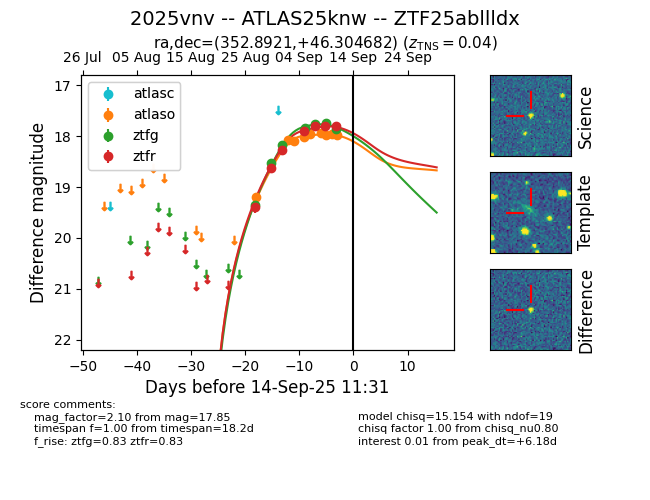 2025vnv -- ATLAS25knw -- ZTF25abllldx
ra,dec=(352.8921,+46.304682) (z_TNS = 0.04)
26 Jul 05 Aug 15 Aug 25 Aug 04 Sep 14 Sep 24 Sep
17
18
19
20
21
22
Difference magnitude
atlasc
atlaso
ztfg
ztfr
−50 −40 −30 −20 −10 0 10
Days before 14-Sep-25 11:31
Science
Template
Difference
score comments:
mag_factor=2.10 from mag=17.85
timespan f=1.00 from timespan=18.2d
f_rise: ztfg=0.83 ztfr=0.83
model chisq=15.154 with ndof=19
chisq factor 1.00 from chisq_nu0.80
interest 0.01 from peak_dt=+6.18d